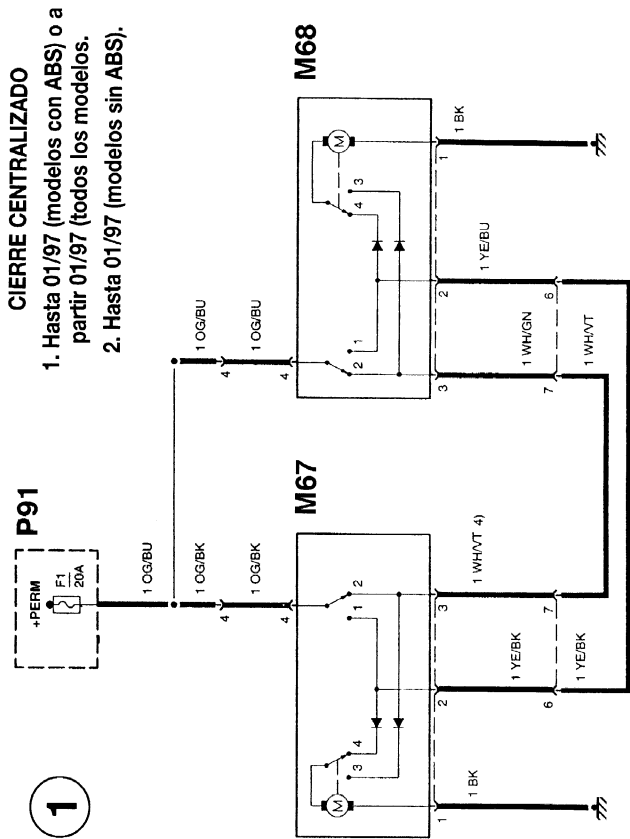 CIERRE CENTRALIZADO
1. Hasta 01/97 (modelos con ABS) o a
partir 01/97 (todos los modelos.
2. Hasta 01/97 (modelos sin ABS).
1
P91
+PERM
F1
20A
1 OG/BU
1 OG/BK
1 OG/BU
4
4
1 OG/BK
1 OG/BU
4
4
M67
M68
M
3
4
1
2
2
1
4
3
M
1
2
3
3
2
1
1 BK
1 YE/BK
1 WH/VT 4)
1 WH/GN
1 YE/BU
1 BK
6
7
7
6
1 YE/BK
1 WH/VT